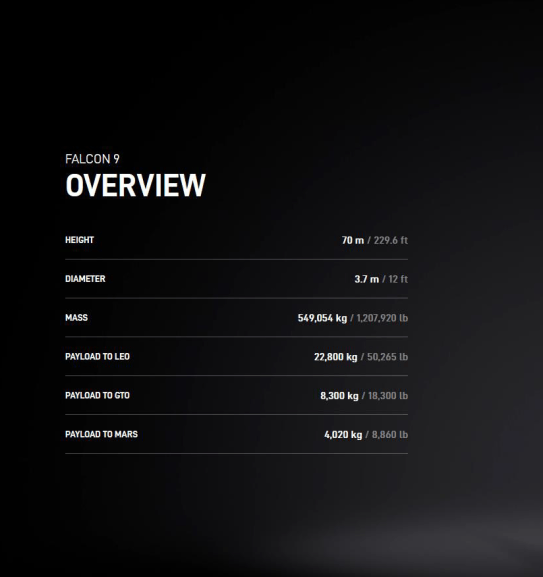 FALCON 9
OVERVIEW
HEIGHT 70 m / 229.6 ft
DIAMETER 3.7 m / 12 ft
MASS 549,054 kg / 1,207,920 lb
PAYLOAD TO LEO 22,800 kg / 50,265 lb
PAYLOAD TO GTO 8,300 kg / 18,300 lb
PAYLOAD TO MARS 4,020 kg / 8,860 lb